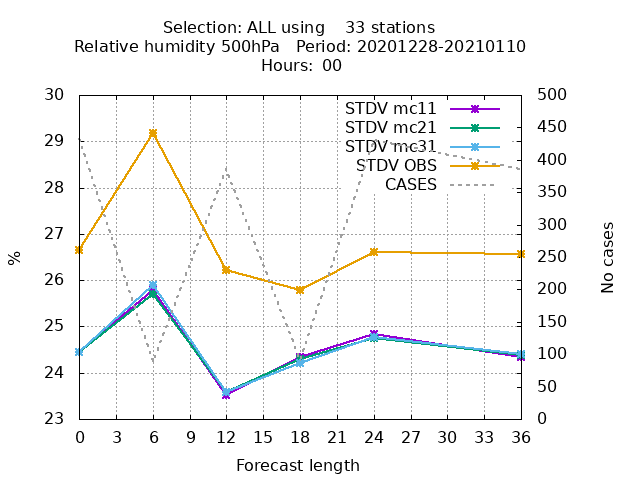 Selection: ALL using    33 stations
Relative humidity 500hPa   Period: 20201228-20210110
Hours: 00
30
29
28
27
26
25
24
23
%
500
450
400
350
300
250
200
150
100
50
0
No cases
STDV mc11
STDV mc21
STDV mc31
STDV OBS
CASES
0 3 6 9 12 15 18 21 24 27 30 33 36
Forecast length